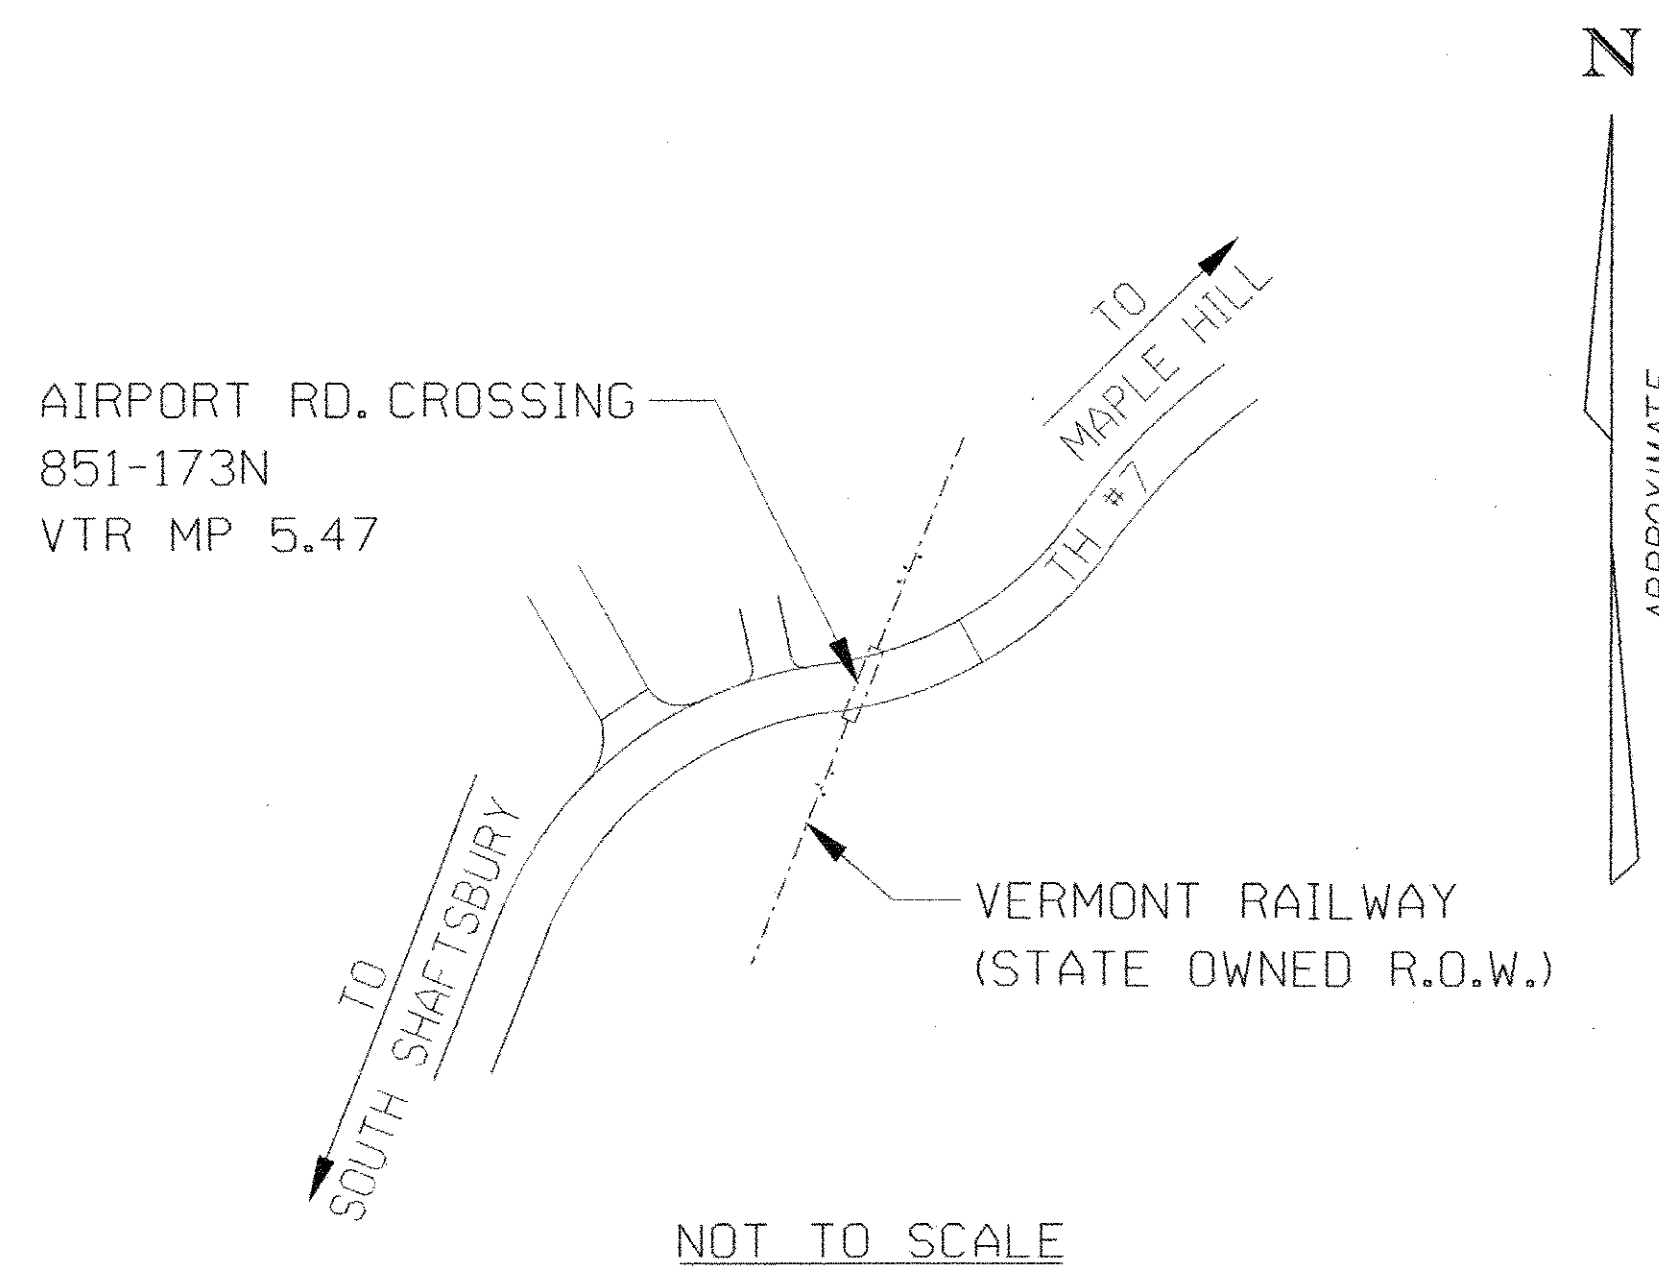 N
APPROXIMATE
TO
MAPLE HILL
TH #7
AIRPORT RD. CROSSING
851-173N
VTR MP 5.47
VERMONT RAILWAY
(STATE OWNED R.O.W.)
TO
SOUTH SHAFTSBURY
NOT TO SCALE